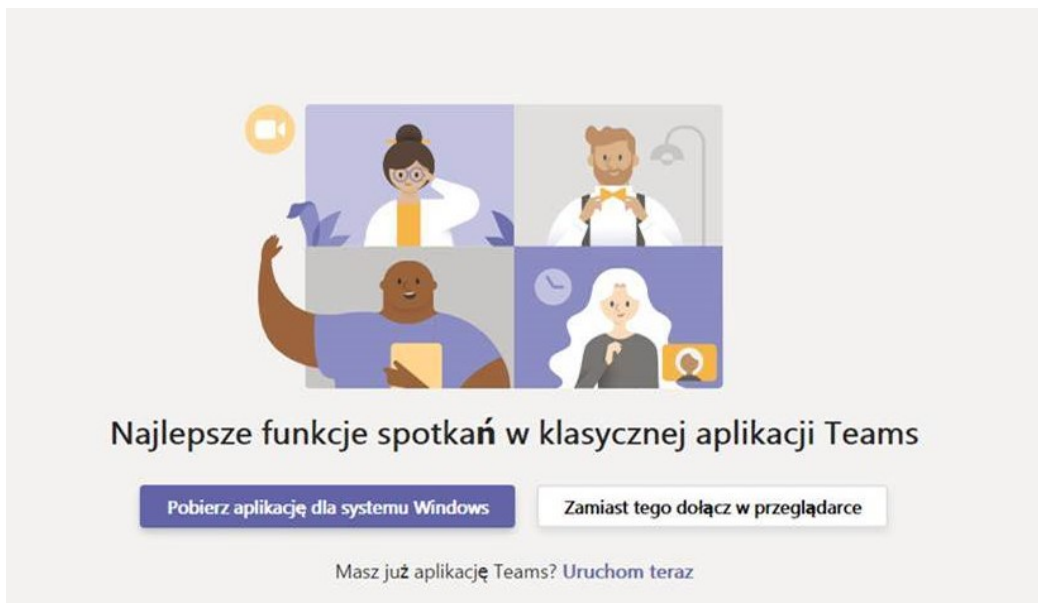 Najlepsze funkcje spotkań w klasycznej aplikacji Teams
Pobierz aplikację dla systemu Windows
Zamiast tego dołącz w przeglądarce
Masz już aplikację Teams? Uruchom teraz